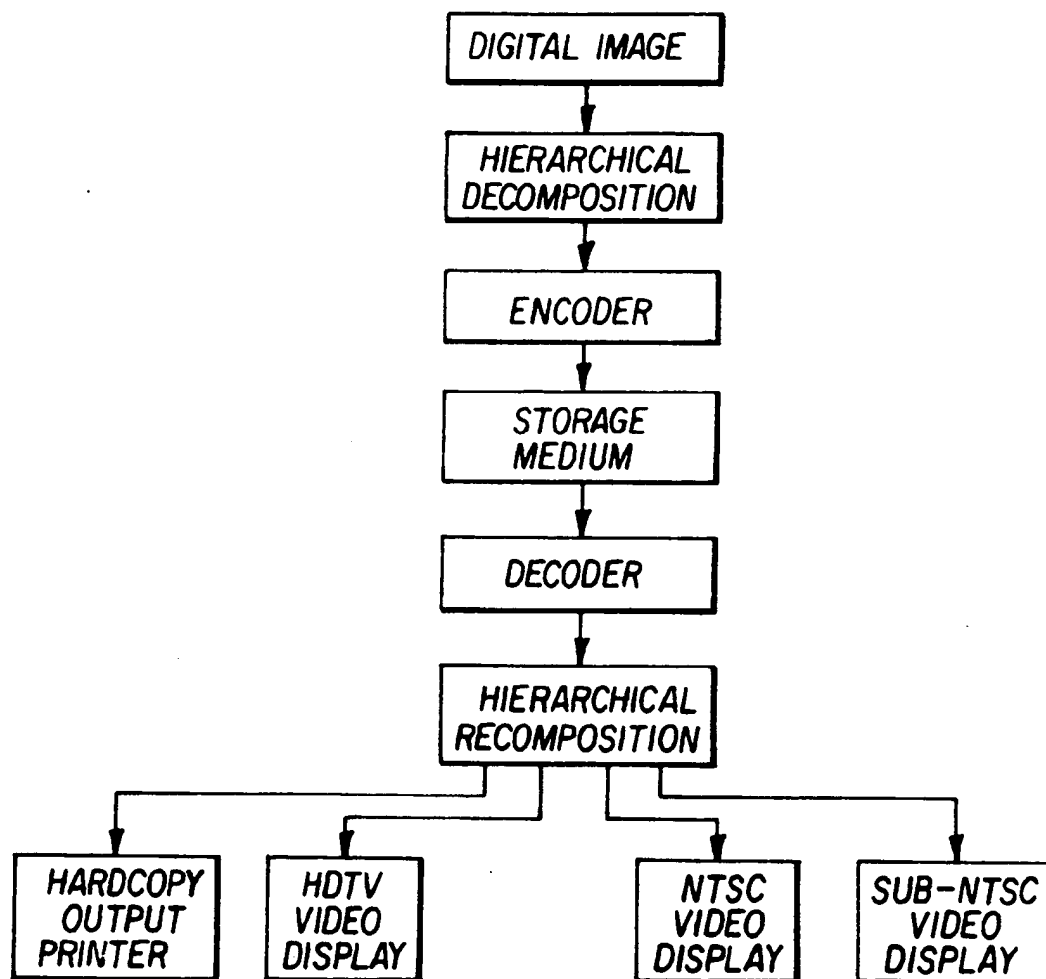 DIGITAL IMAGE
HIERARCHICAL
DECOMPOSITION
ENCODER
STORAGE
MEDIUM
DECODER
HIERARCHICAL
RECOMPOSITION
HARDCOPY
OUTPUT
PRINTER
HDTV
VIDEO
DISPLAY
NTSC
VIDEO
DISPLAY
SUB-NTSC
VIDEO
DISPLAY